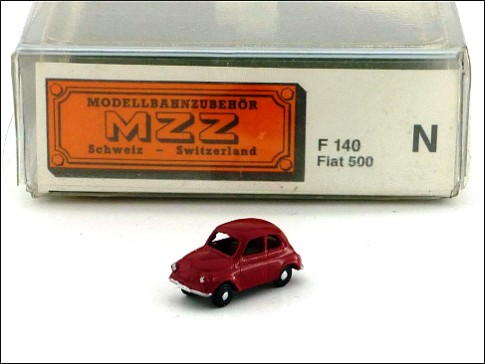 MODELLBAHNZUBEHÖR
MZZ
Schweiz - Switzerland
F 140
Fiat 500
N